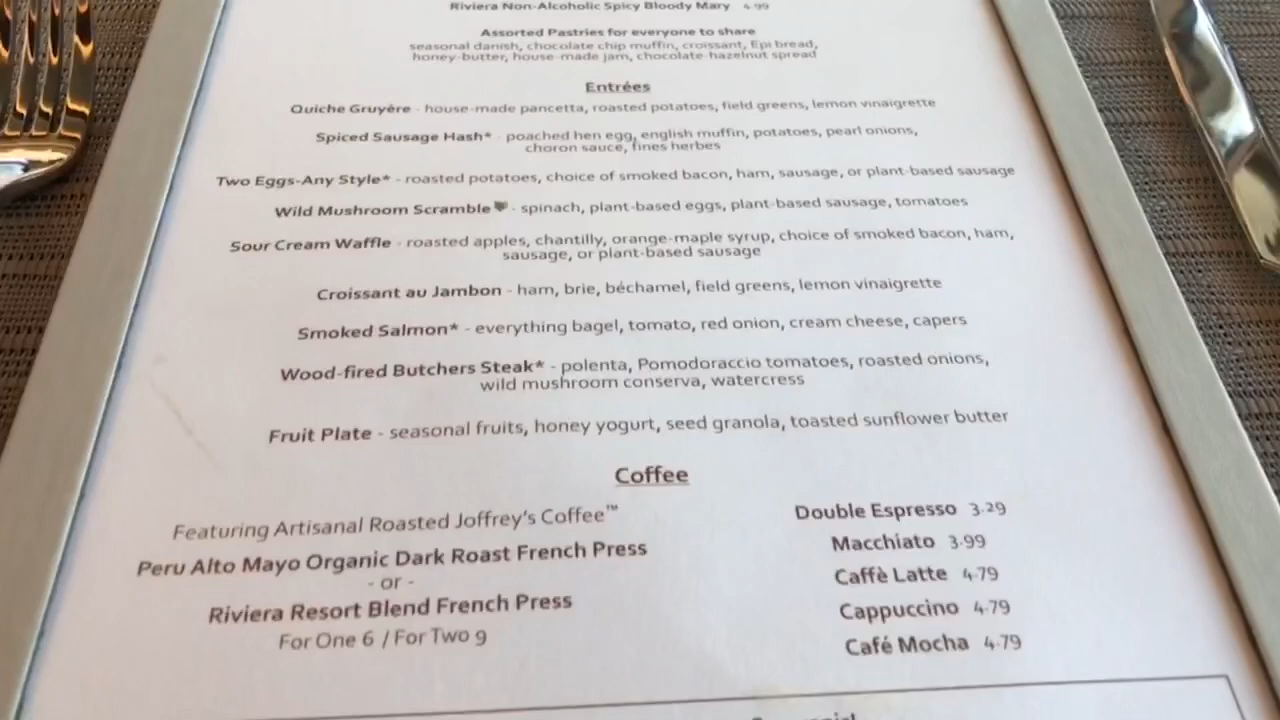 Riviera Non-Alcoholic Spicy Bloody Mary 4.99
Assorted Pastries for everyone to share
seasonal danish, chocolate chip muffin, croissant, Epi bread,
honey-butter, house-made jam, chocolate-hazelnut spread
Entrées
Quiche Gruyère - house-made pancetta, roasted potatoes, field greens, lemon vinaigrette
Spiced Sausage Hash* - poached hen egg, english muffin, potatoes, pearl onions,
choron sauce, fines herbes
Two Eggs-Any Style* - roasted potatoes, choice of smoked bacon, ham, sausage, or plant-based sausage
Wild Mushroom Scramble - spinach, plant-based eggs, plant-based sausage, tomatoes
Sour Cream Waffle - roasted apples, chantilly, orange-maple syrup, choice of smoked bacon, ham,
sausage, or plant-based sausage
Croissant au Jambon - ham, brie, béchamel, field greens, lemon vinaigrette
Smoked Salmon* - everything bagel, tomato, red onion, cream cheese, capers
Wood-fired Butchers Steak* - polenta, Pomodoraccio tomatoes, roasted onions,
wild mushroom conserva, watercress
Fruit Plate - seasonal fruits, honey yogurt, seed granola, toasted sunflower butter
Coffee
Featuring Artisanal Roasted Joffrey's Coffee™
Peru Alto Mayo Organic Dark Roast French Press
- or -
Riviera Resort Blend French Press
For One 6 / For Two 9
Double Espresso 3.29
Macchiato 3.99
Caffè Latte 4.79
Cappuccino 4.79
Café Mocha 4.79